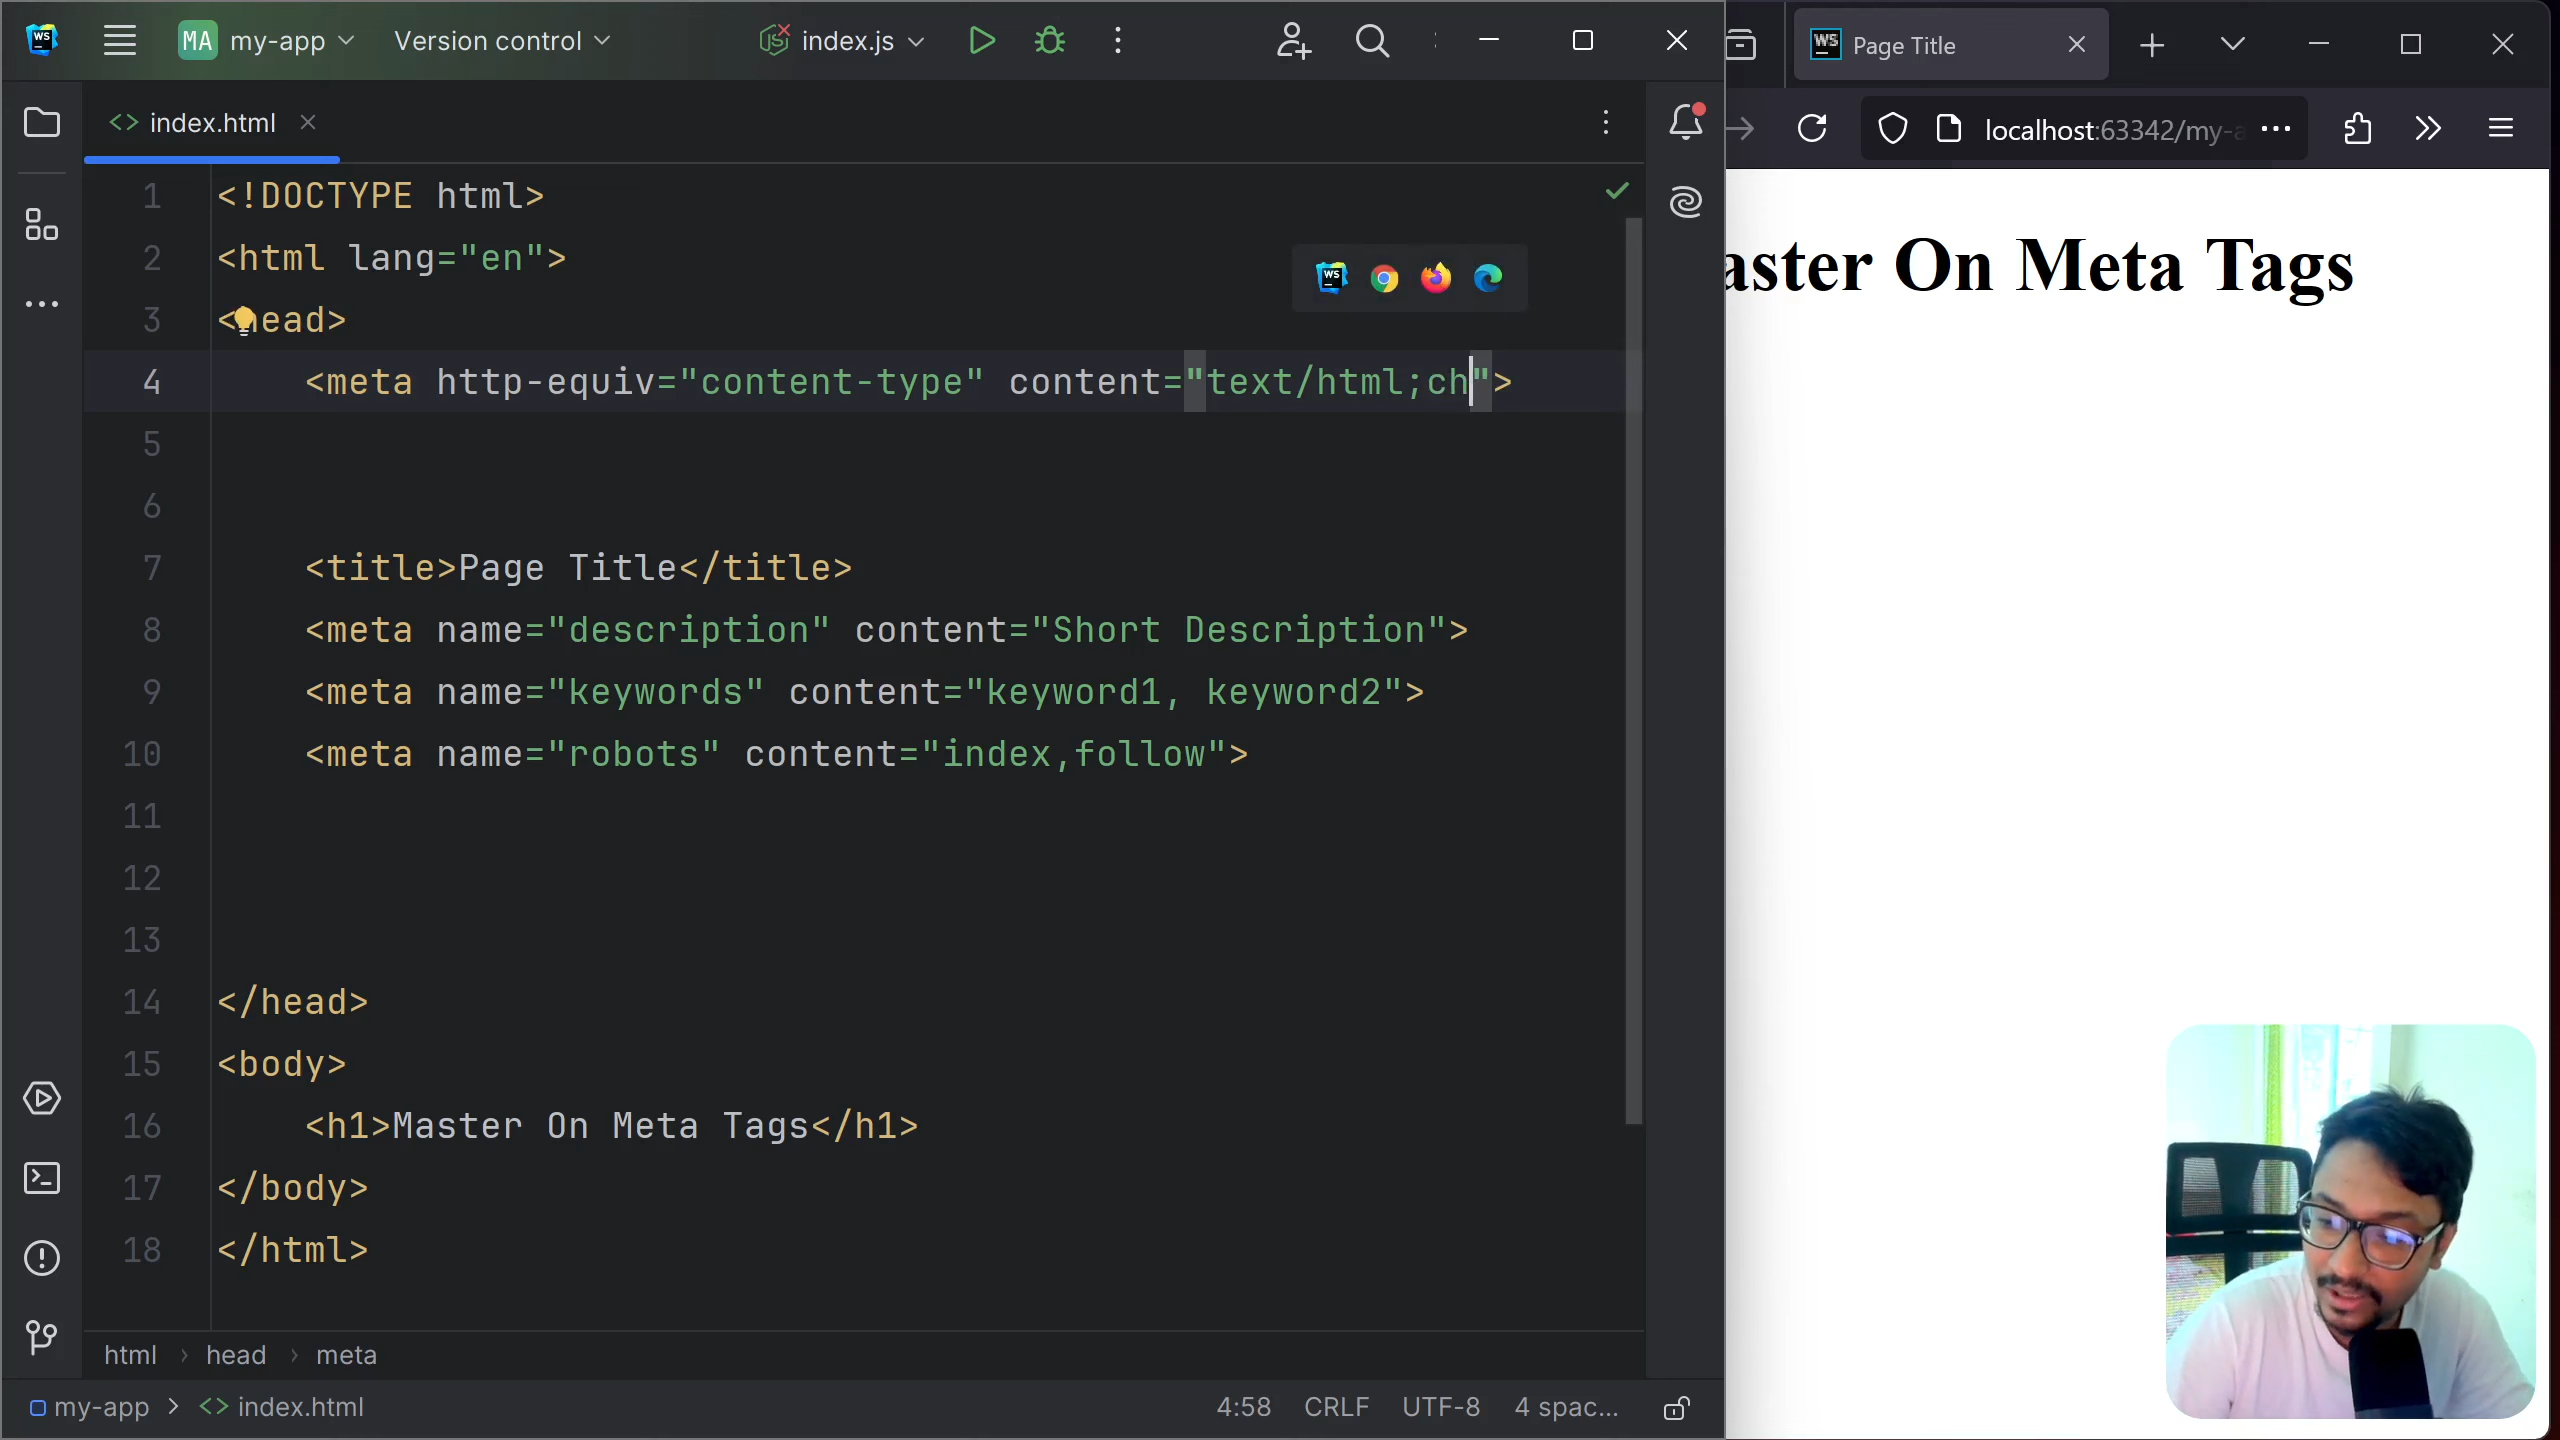 WS MA my-app Version control index.js
index.html
1 <!DOCTYPE html>
2 <html lang="en">
3 <head>
4 <meta http-equiv="content-type" content="text/html;ch">
5
6
7 <title>Page Title</title>
8 <meta name="description" content="Short Description">
9 <meta name="keywords" content="keyword1, keyword2">
10 <meta name="robots" content="index,follow">
11
12
13
14 </head>
15 <body>
16 <h1>Master On Meta Tags</h1>
17 </body>
18 </html>
html › head › meta
my-app > <> index.html 4:58 CRLF UTF-8 4 spac...
WS Page Title
localhost:63342/my-a
aster On Meta Tags